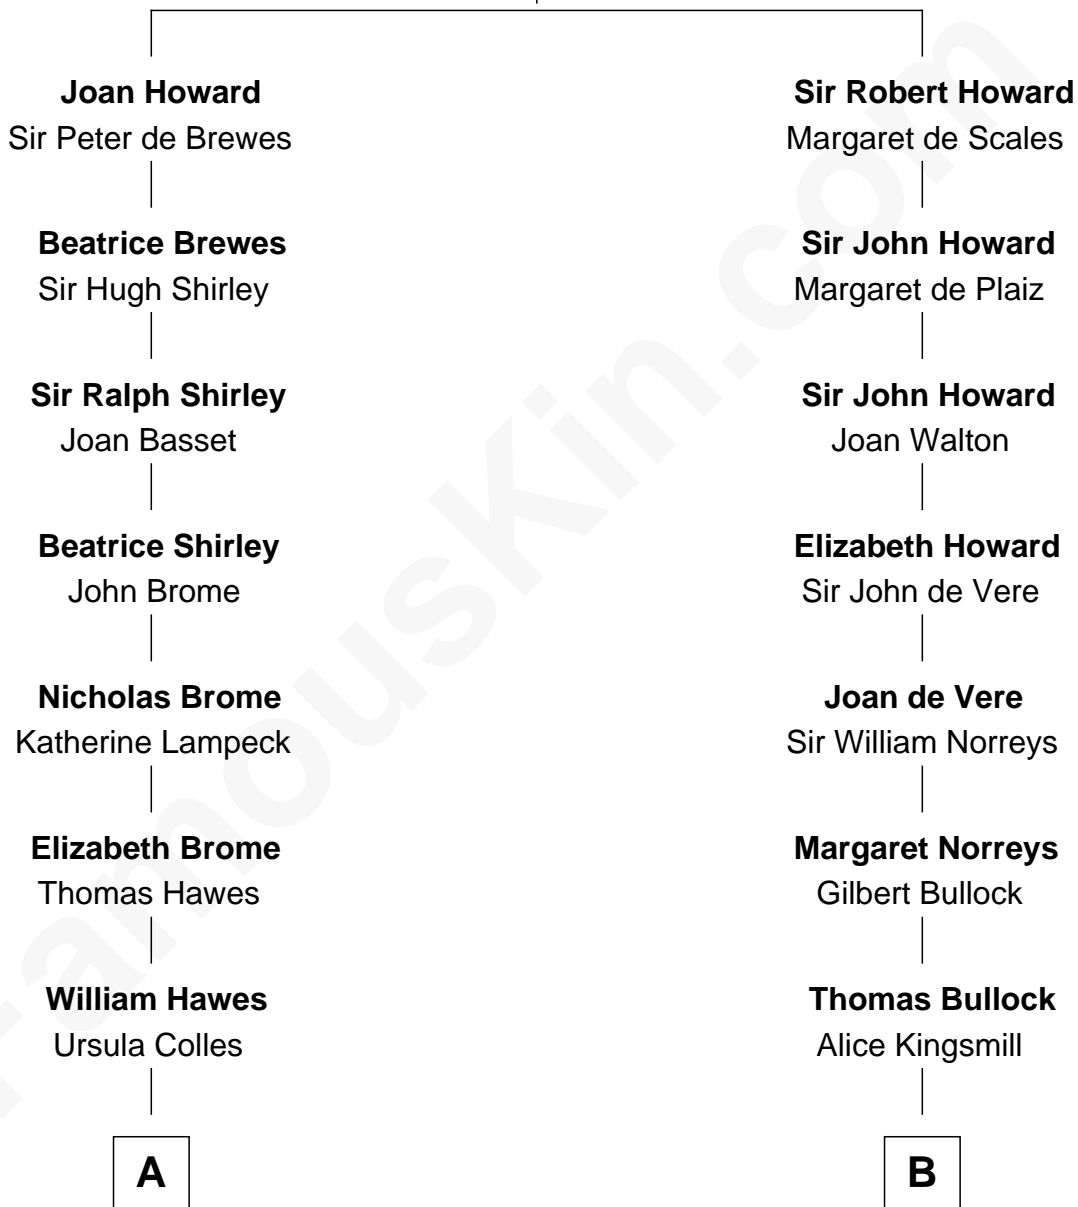 Joan Howard
Sir Peter de Brewes
Beatrice Brewes
Sir Hugh Shirley
Sir Ralph Shirley
Joan Basset
Beatrice Shirley
John Brome
Nicholas Brome
Katherine Lampeck
Elizabeth Brome
Thomas Hawes
William Hawes
Ursula Colles
A
Sir Robert Howard
Margaret de Scales
Sir John Howard
Margaret de Plaiz
Sir John Howard
Joan Walton
Elizabeth Howard
Sir John de Vere
Joan de Vere
Sir William Norreys
Margaret Norreys
Gilbert Bullock
Thomas Bullock
Alice Kingsmill
B
FamousKin.com